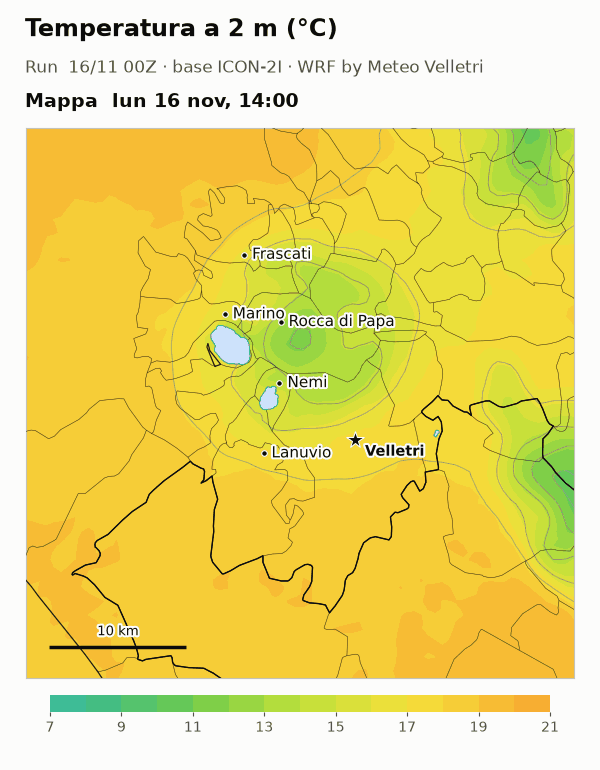 Temperatura a 2 m (°C)
Run  16/11 00Z · base ICON-2I · WRF by Meteo Velletri
Mappa  lun 16 nov, 14:00
Frascati
Marino
Rocca di Papa
Nemi
Lanuvio
Velletri
10 km
7 9 11 13 15 17 19 21